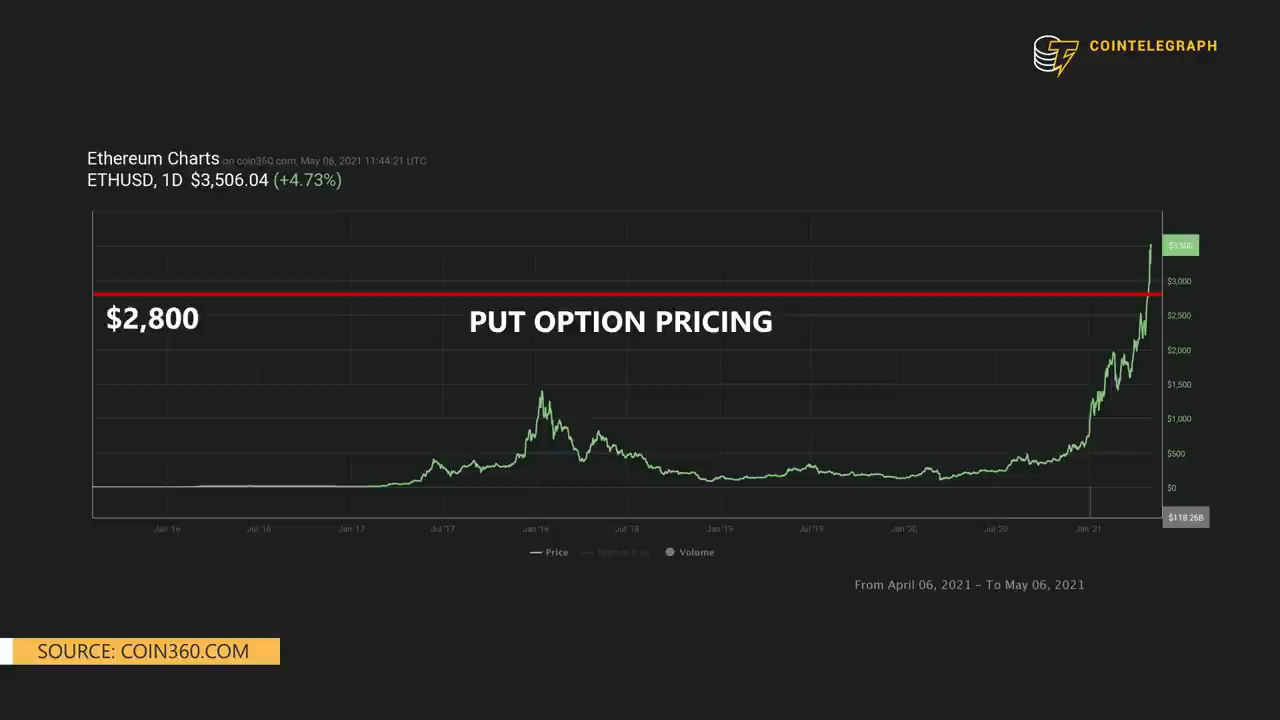 COINTELEGRAPH
Ethereum Charts on coin360.com, May 06, 2021 11:44:21 UTC
ETHUSD, 1D $3,506.04 (+4.73%)
$3,500
$3,000
$2,800 PUT OPTION PRICING
$2,500
$2,000
$1,500
$1,000
$500
$0
$118.26B
Jan '16 Jul '16 Jan '17 Jul '17 Jan '18 Jul '18 Jan '19 Jul '19 Jan '20 Jul '20 Jan '21
Price Volume
From April 06, 2021 - To May 06, 2021
SOURCE: COIN360.COM